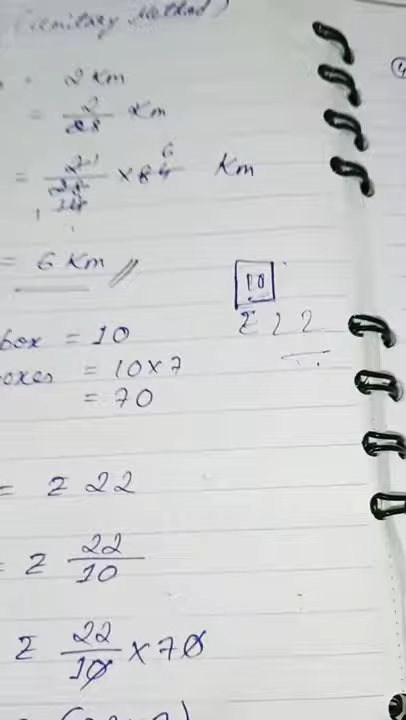 (Unitary Method)
= 2 Km
= 2/28 Km
= 2/28 × 84 6 Km
= 6 Km //
10
₹ 22
box = 10
oxes = 10×7
= 70
= ₹ 22
= ₹ 22/10
₹ 22/10 × 70